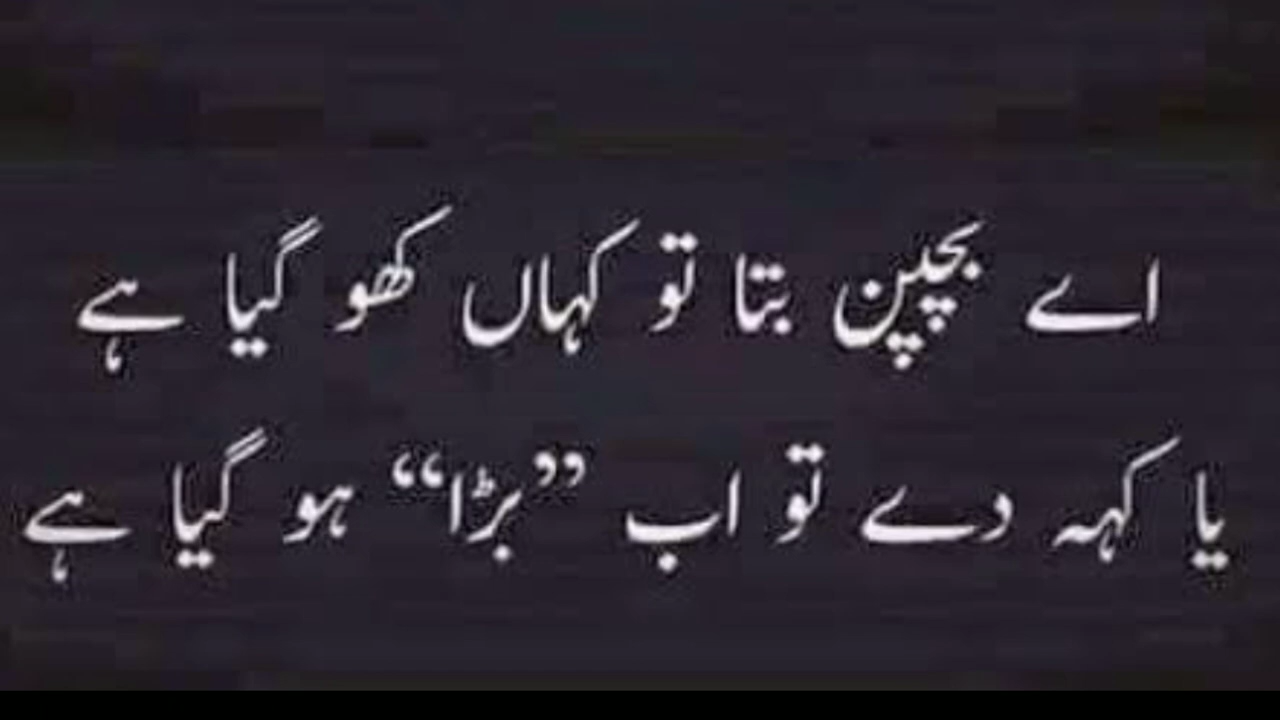 اے بچپن بتا تو کہاں کھو گیا ہے
یا کہہ دے تو اب ”بڑا“ ہو گیا ہے